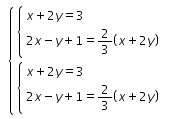 x + 2y = 3
2x − y + 1 = 2/3 (x + 2y)
x + 2y = 3
2x − y + 1 = 2/3 (x + 2y)